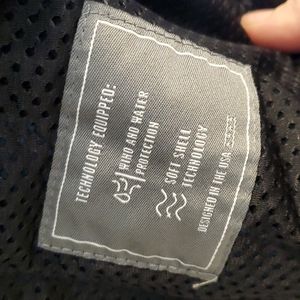 TECHNOLOGY EQUIPPED:
WIND AND WATER
PROTECTION
SOFT SHELL
TECHNOLOGY
DESIGNED IN THE USA